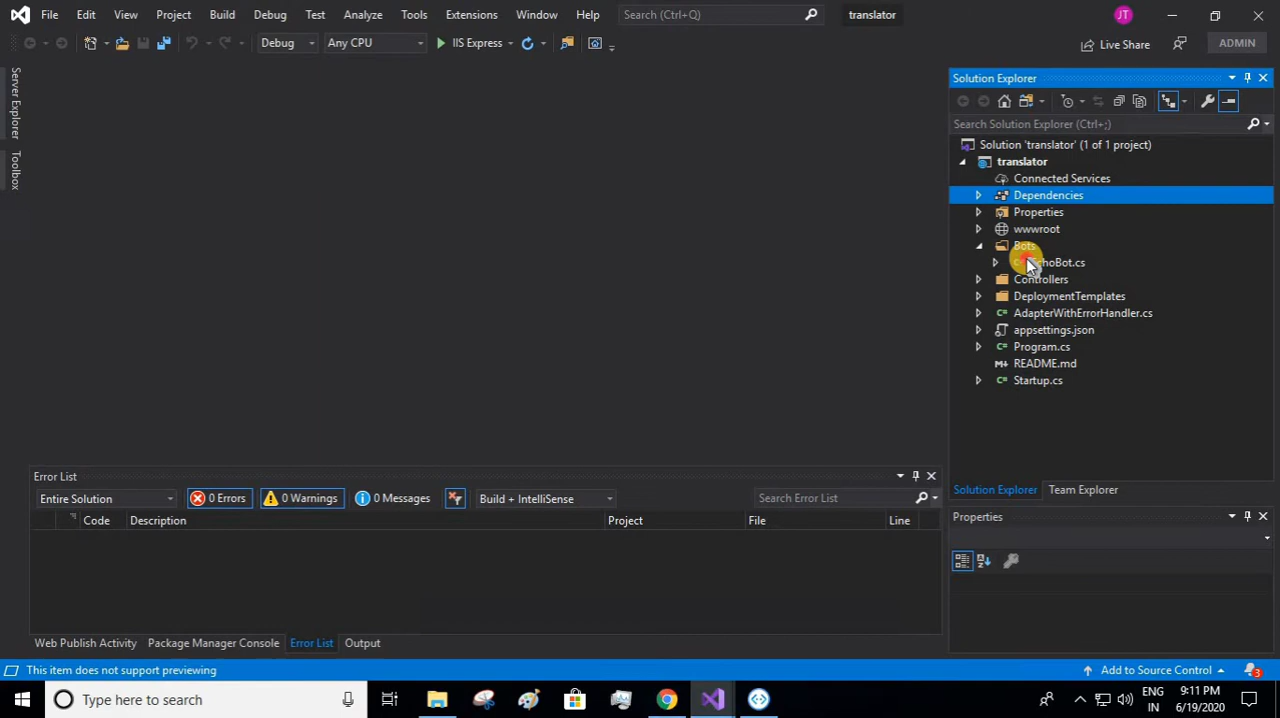 File Edit View Project Build Debug Test Analyze Tools Extensions Window Help Search (Ctrl+Q) translator JT
Debug Any CPU IIS Express Live Share ADMIN
Server Explorer
Toolbox
Solution Explorer
Search Solution Explorer (Ctrl+;)
Solution 'translator' (1 of 1 project)
translator
Connected Services
Dependencies
Properties
wwwroot
Bots
EchoBot.cs
Controllers
DeploymentTemplates
AdapterWithErrorHandler.cs
appsettings.json
Program.cs
README.md
Startup.cs
Solution Explorer Team Explorer
Properties
Error List
Entire Solution 0 Errors 0 Warnings 0 Messages Build + IntelliSense Search Error List
Code Description Project File Line
Web Publish Activity Package Manager Console Error List Output
This item does not support previewing Add to Source Control 3
Type here to search ENG IN 9:11 PM 6/19/2020